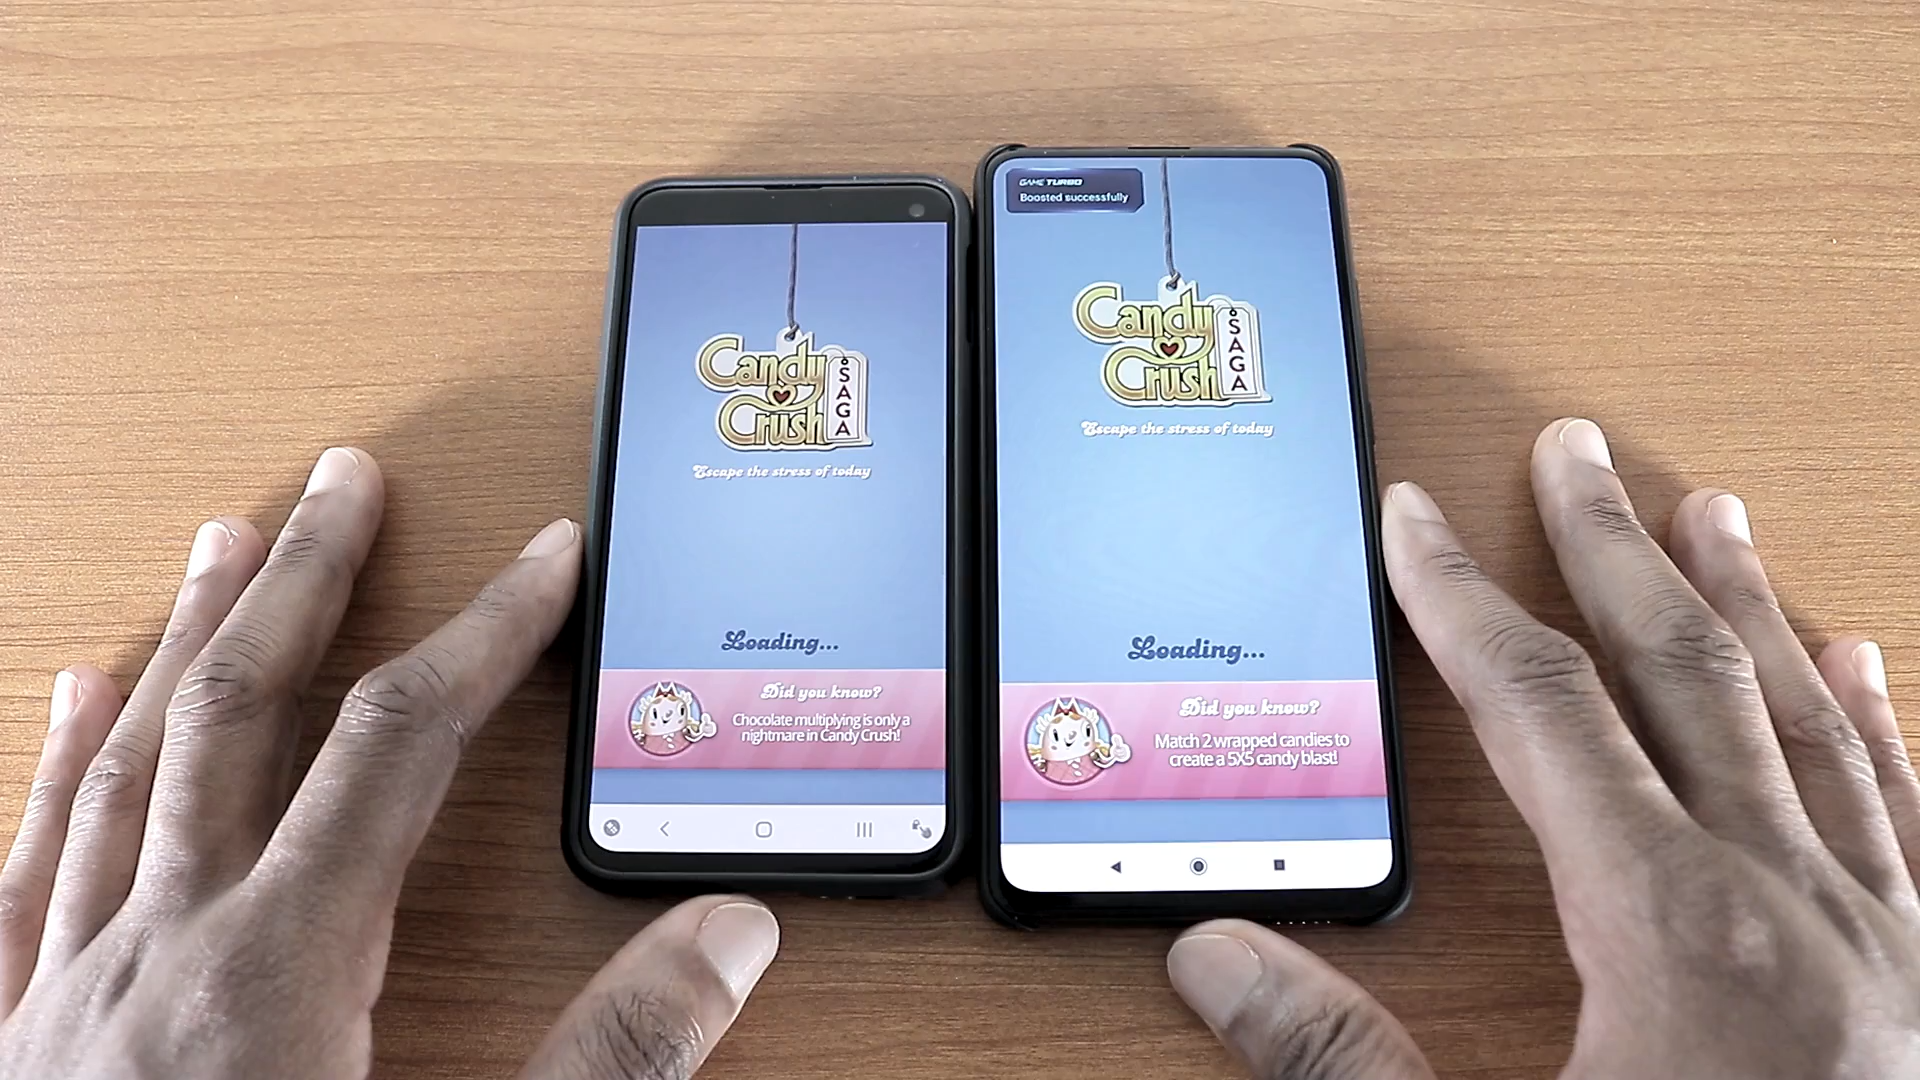 Candy
Crush
SAGA
Escape the stress of today
Loading...
Did you know?
Chocolate multiplying is only a
nightmare in Candy Crush!
GAME TURBO
Boosted successfully
Candy
Crush
SAGA
Escape the stress of today
Loading...
Did you know?
Match 2 wrapped candies to
create a 5X5 candy blast!